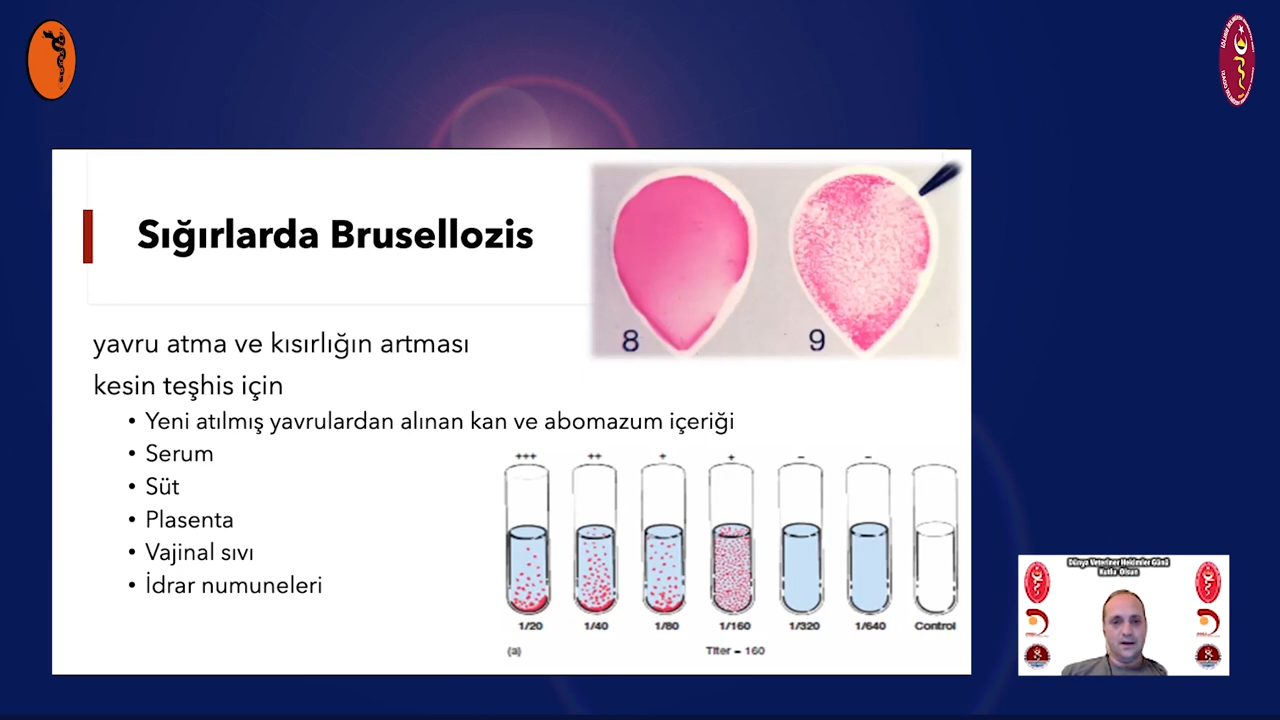 Sığırlarda Brusellozis
8
9
yavru atma ve kısırlığın artması
kesin teşhis için
• Yeni atılmış yavrulardan alınan kan ve abomazum içeriği
• Serum
• Süt
• Plasenta
• Vajinal sıvı
• İdrar numuneleri
+++ ++ + + – –
1/20 1/40 1/80 1/160 1/320 1/640 Control
(a) Titer = 160
Dünya Veteriner Hekimler Günü
Kutlu Olsun